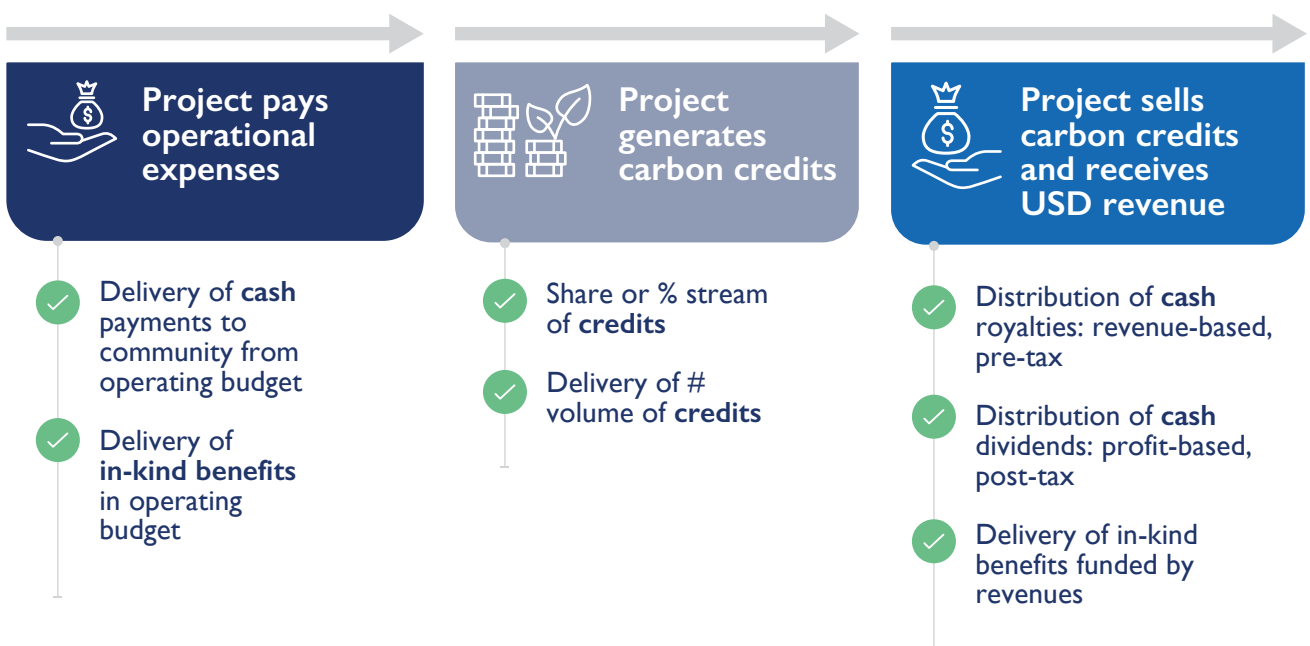 Project pays
operational
expenses
Delivery of cash
payments to
community from
operating budget
Delivery of
in-kind benefits
in operating
budget
Project
generates
carbon credits
Share or % stream
of credits
Delivery of #
volume of credits
Project sells
carbon credits
and receives
USD revenue
Distribution of cash
royalties: revenue-based,
pre-tax
Distribution of cash
dividends: profit-based,
post-tax
Delivery of in-kind
benefits funded by
revenues